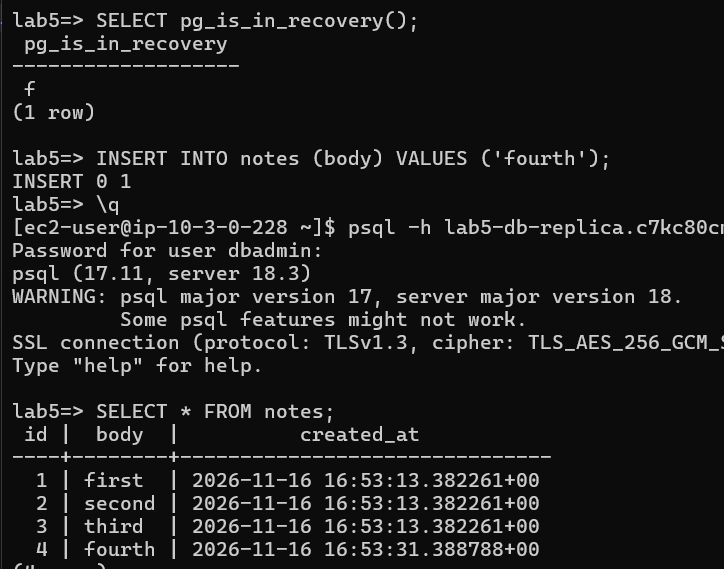 lab5=> SELECT pg_is_in_recovery();
 pg_is_in_recovery
-------------------
 f
(1 row)

lab5=> INSERT INTO notes (body) VALUES ('fourth');
INSERT 0 1
lab5=> \q
[ec2-user@ip-10-3-0-228 ~]$ psql -h lab5-db-replica.c7kc80c
Password for user dbadmin:
psql (17.11, server 18.3)
WARNING: psql major version 17, server major version 18.
         Some psql features might not work.
SSL connection (protocol: TLSv1.3, cipher: TLS_AES_256_GCM_
Type "help" for help.

lab5=> SELECT * FROM notes;
 id |  body  |          created_at
----+--------+-------------------------------
  1 | first  | 2026-11-16 16:53:13.382261+00
  2 | second | 2026-11-16 16:53:13.382261+00
  3 | third  | 2026-11-16 16:53:13.382261+00
  4 | fourth | 2026-11-16 16:53:31.388788+00